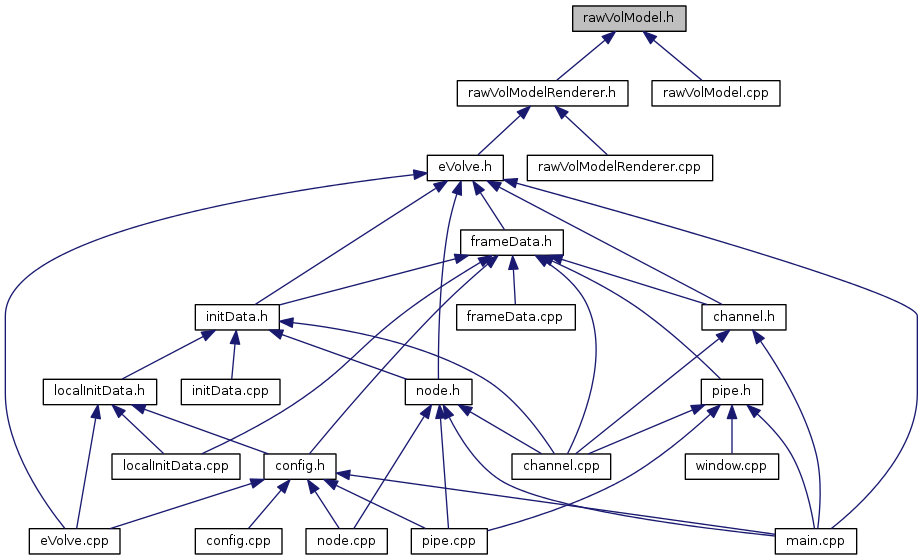 rawVolModel.h
rawVolModelRenderer.h
rawVolModel.cpp
eVolve.h
rawVolModelRenderer.cpp
frameData.h
initData.h
frameData.cpp
channel.h
localInitData.h
initData.cpp
node.h
pipe.h
localInitData.cpp
config.h
channel.cpp
window.cpp
eVolve.cpp
config.cpp
node.cpp
pipe.cpp
main.cpp